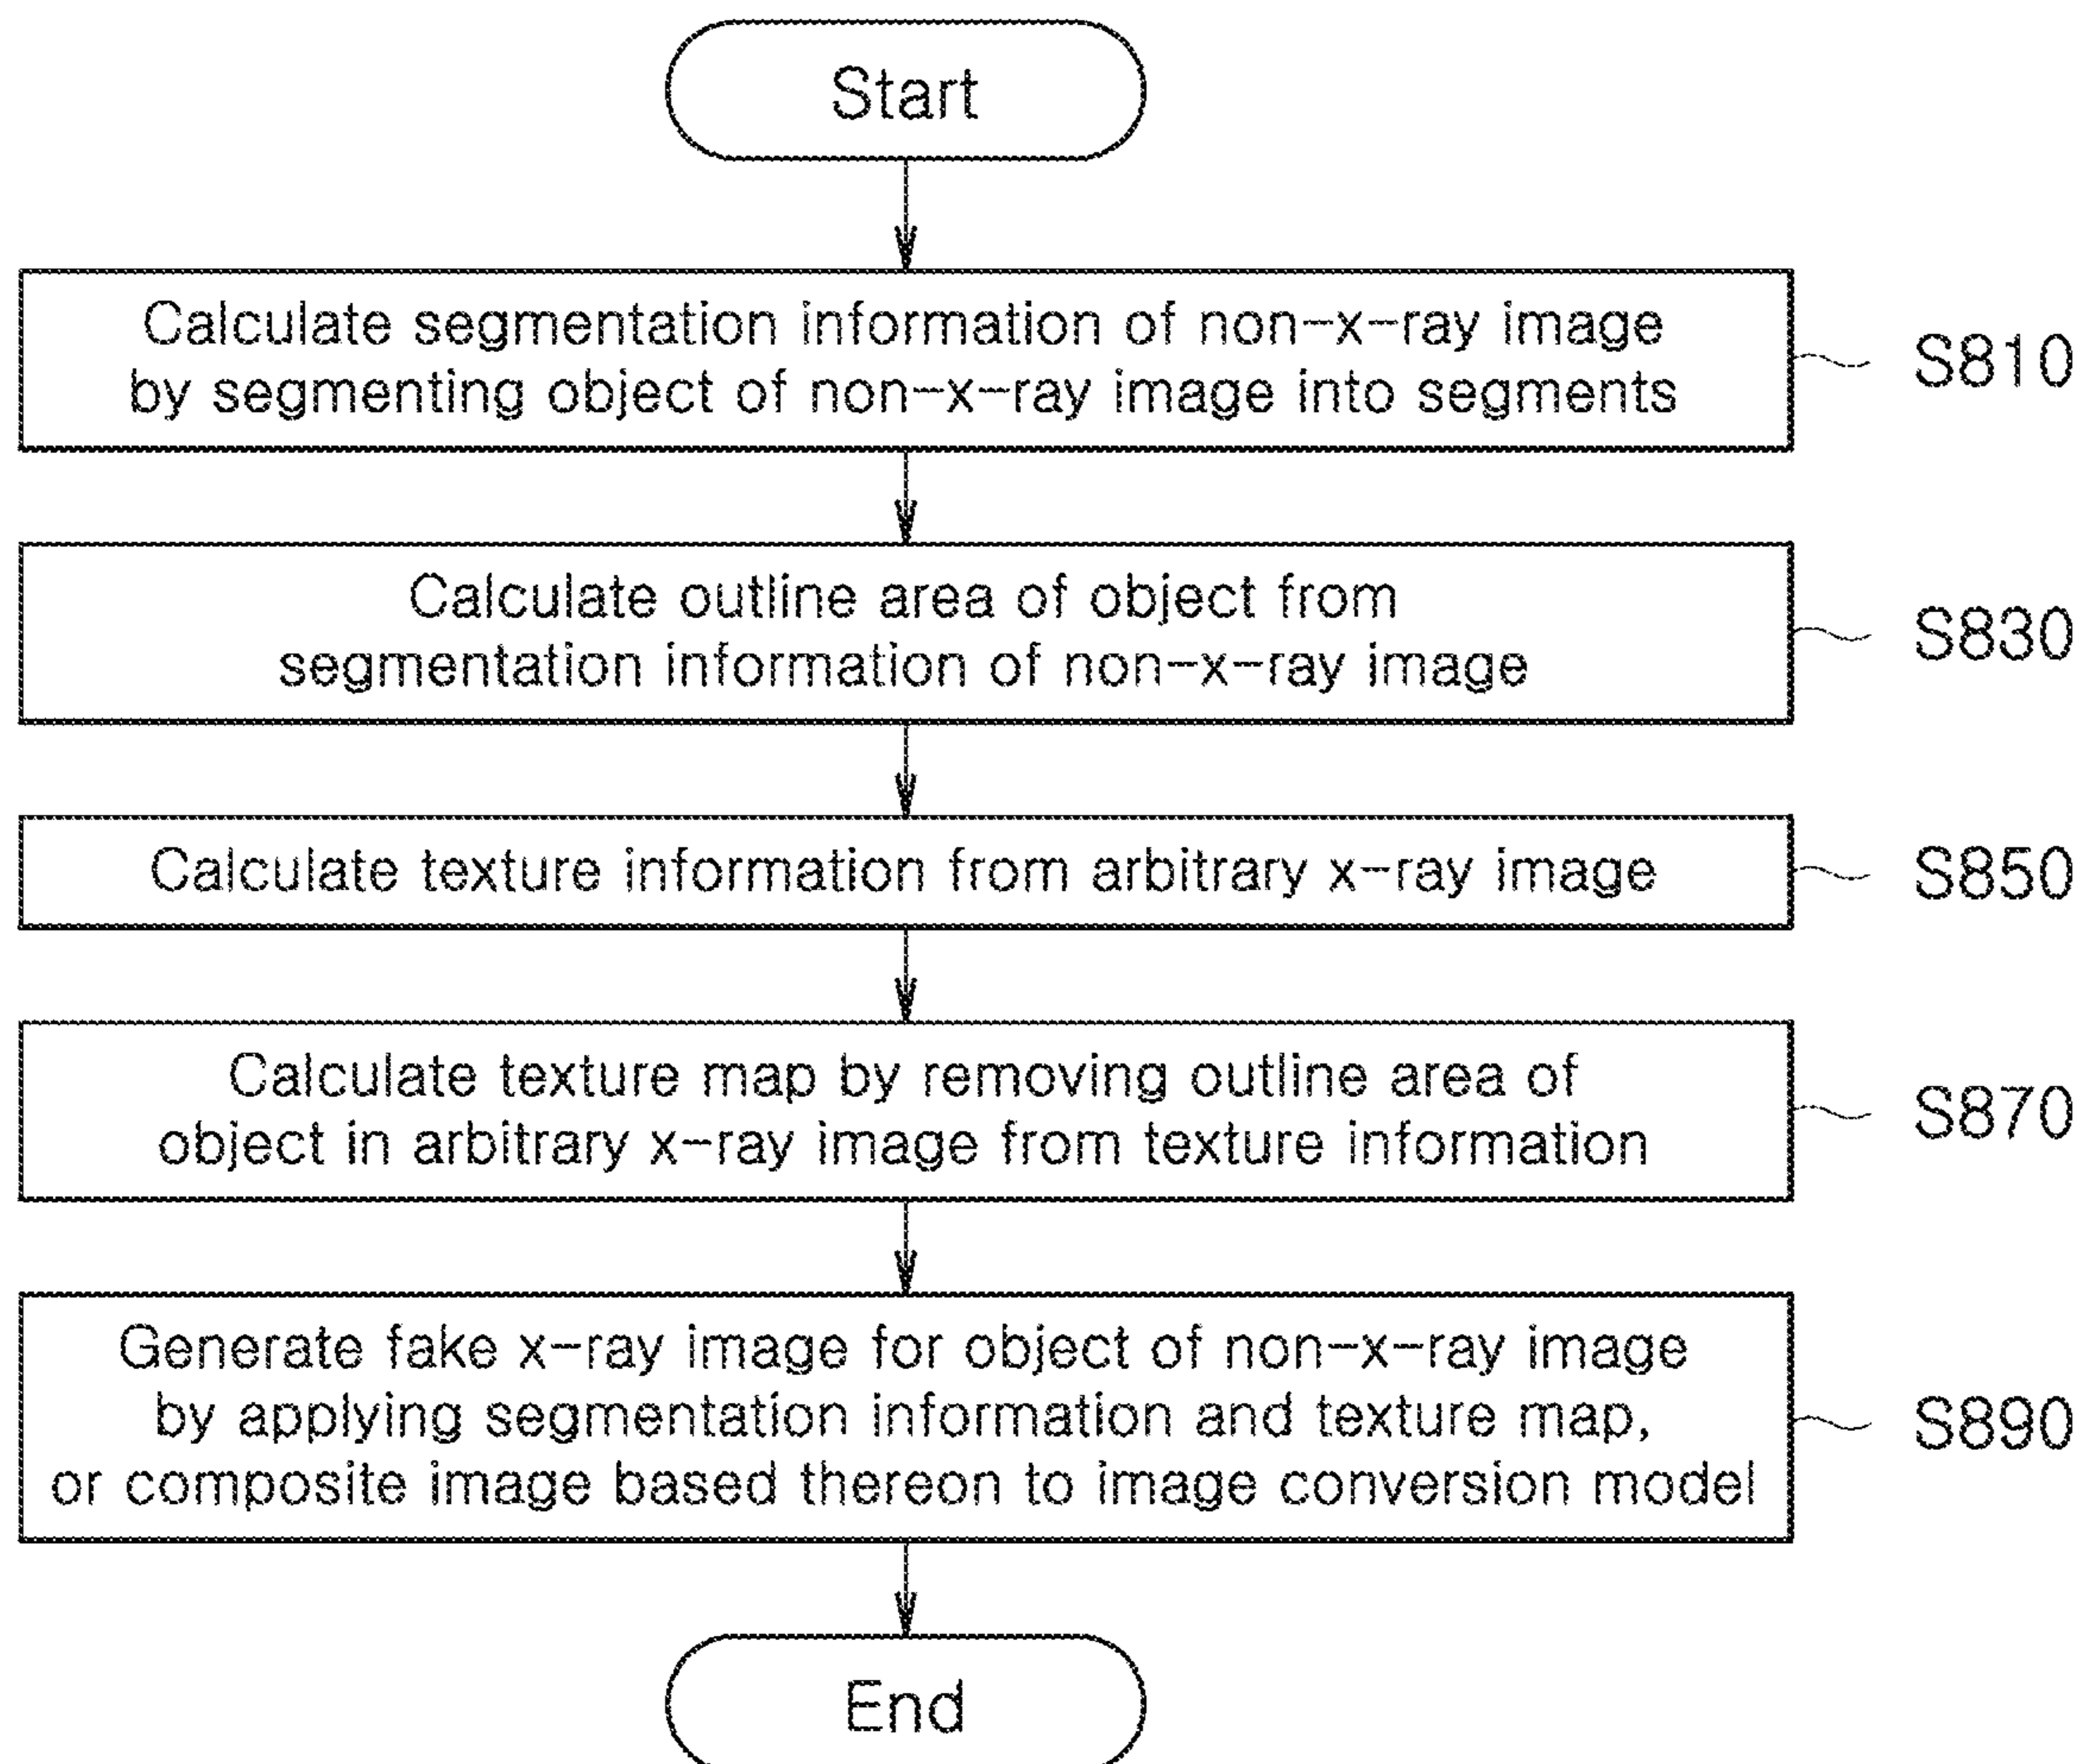 Start
Calculate segmentation information of non-x-ray image
by segmenting object of non-x-ray image into segments
S810
Calculate outline area of object from
segmentation information of non-x-ray image
S830
Calculate texture information from arbitrary x-ray image
S850
Calculate texture map by removing outline area of
object in arbitrary x-ray image from texture information
S870
Generate fake x-ray image for object of non-x-ray image
by applying segmentation information and texture map,
or composite image based thereon to image conversion model
S890
End